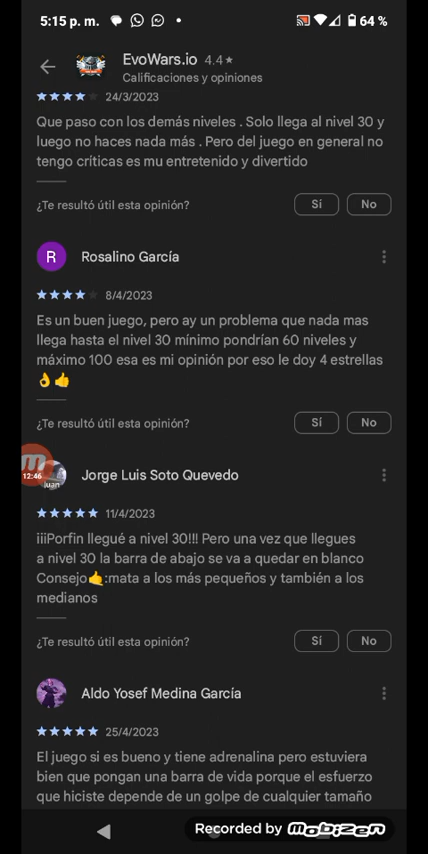 5:15 p. m.
64 %
EvoWars.io 4.4★
Calificaciones y opiniones
24/3/2023
Que paso con los demás niveles . Solo llega al nivel 30 y
luego no haces nada más . Pero del juego en general no
tengo críticas es mu entretenido y divertido
¿Te resultó útil esta opinión?
Sí
No
R
Rosalino García
8/4/2023
Es un buen juego, pero ay un problema que nada mas
llega hasta el nivel 30 mínimo pondrían 60 niveles y
máximo 100 esa es mi opinión por eso le doy 4 estrellas
👌👍
¿Te resultó útil esta opinión?
Sí
No
12:46
Juan
Jorge Luis Soto Quevedo
11/4/2023
¡¡¡Porfin llegué a nivel 30!!! Pero una vez que llegues
a nivel 30 la barra de abajo se va a quedar en blanco
Consejo🤙:mata a los más pequeños y también a los
medianos
¿Te resultó útil esta opinión?
Sí
No
Aldo Yosef Medina García
25/4/2023
El juego si es bueno y tiene adrenalina pero estuviera
bien que pongan una barra de vida porque el esfuerzo
que hiciste depende de un golpe de cualquier tamaño
Recorded by Mobizen